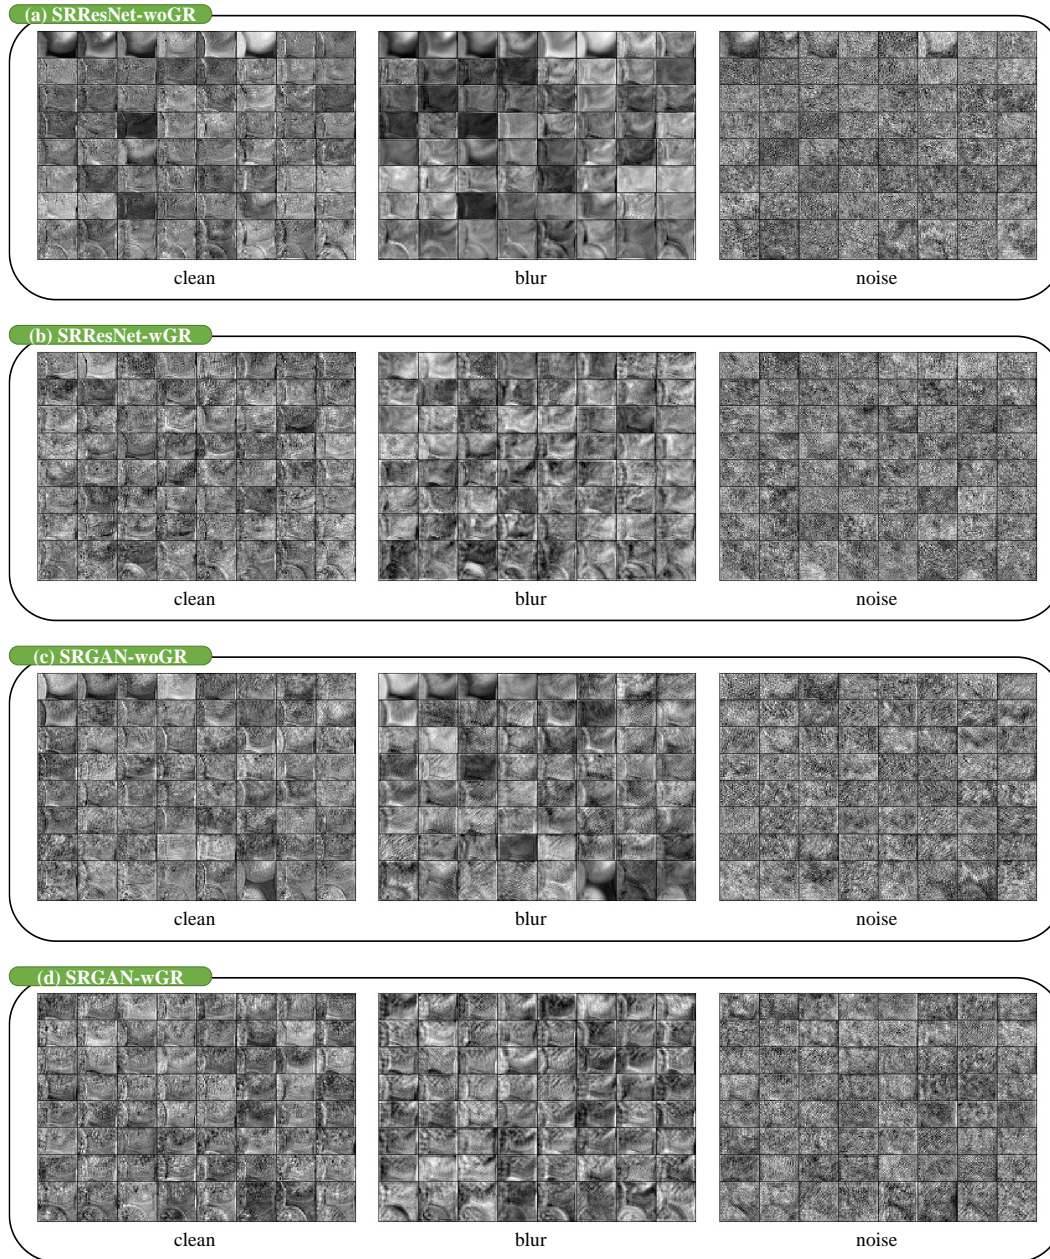 (a) SRResNet-woGR
clean blur noise
(b) SRResNet-wGR
clean blur noise
(c) SRGAN-woGR
clean blur noise
(d) SRGAN-wGR
clean blur noise